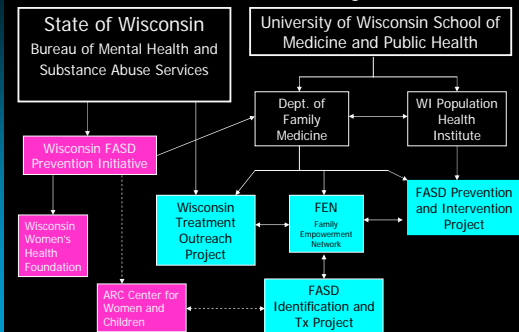 State of Wisconsin
Bureau of Mental Health and
Substance Abuse Services
University of Wisconsin School of
Medicine and Public Health
Dept. of
Family
Medicine
WI Population
Health
Institute
Wisconsin FASD
Prevention Initiative
Wisconsin
Women's
Health
Foundation
Wisconsin
Treatment
Outreach
Project
FEN
Family
Empowerment
Network
FASD Prevention
and Intervention
Project
ARC Center for
Women and
Children
FASD
Identification and
Tx Project